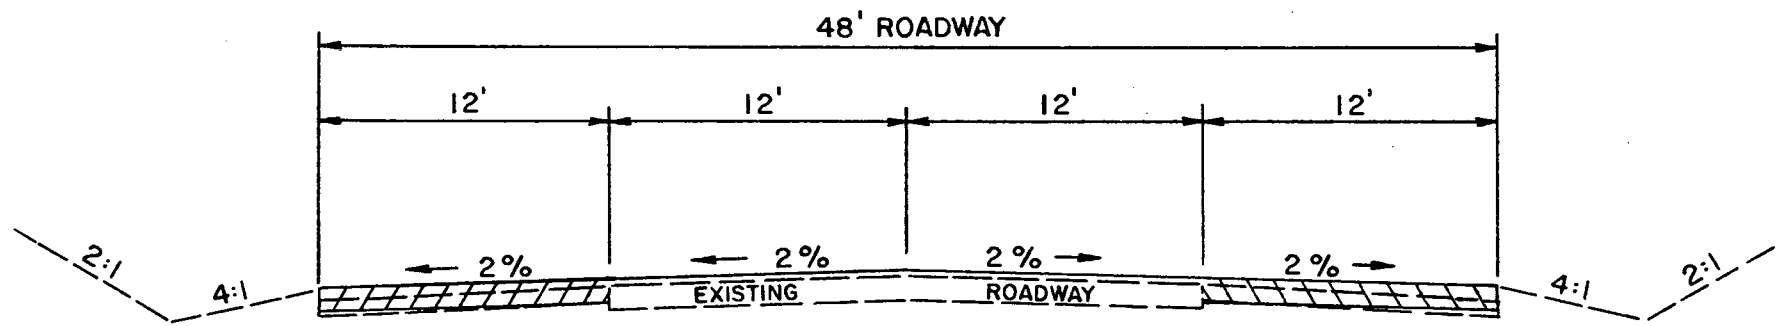 48' ROADWAY
12' 12' 12' 12'
2% 2% 2% 2%
2:1 4:1 EXISTING ROADWAY 4:1 2:1